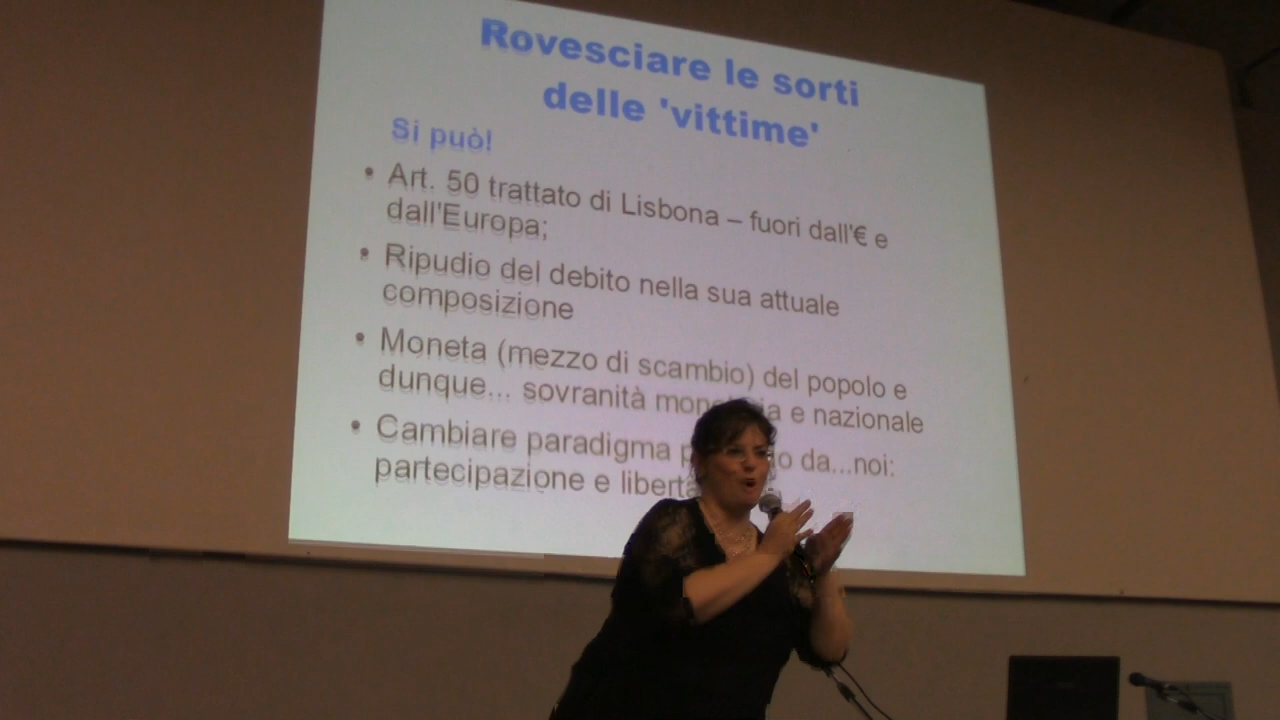 Rovesciare le sorti
delle 'vittime'
Si può!
• Art. 50 trattato di Lisbona – fuori dall'€ e
dall'Europa;
• Ripudio del debito nella sua attuale
composizione
• Moneta (mezzo di scambio) del popolo e
dunque... sovranità e nazionale
• Cambiare paradigma da...noi:
partecipazione e libertà